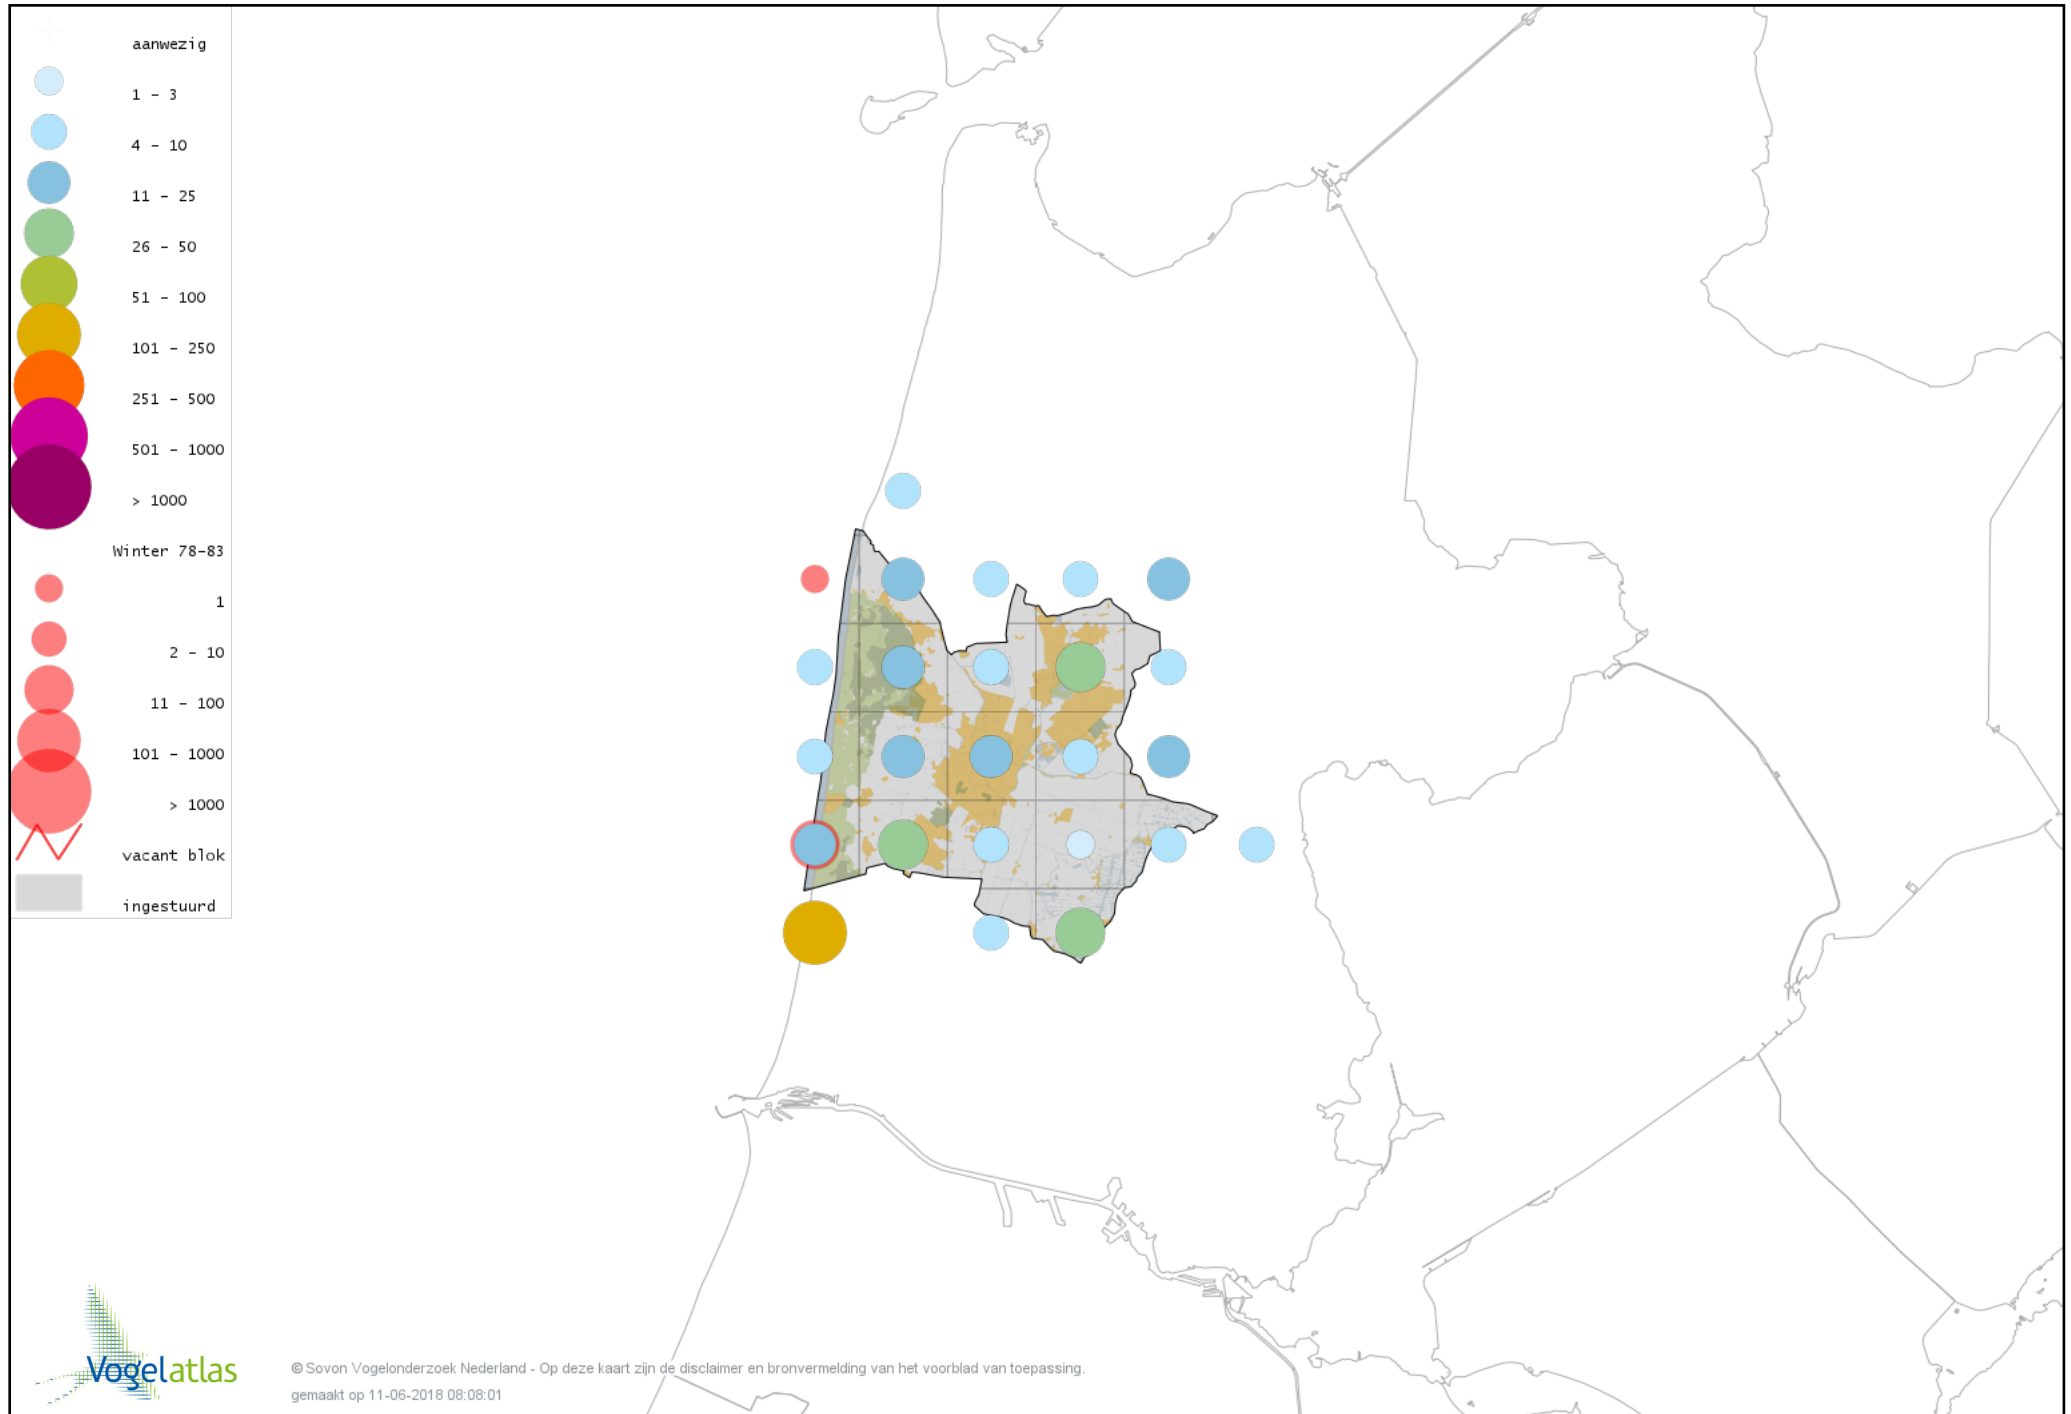 aanwezig
1 - 3
4 - 10
11 - 25
26 - 50
51 - 100
101 - 250
251 - 500
501 - 1000
> 1000
Winter 78-83
1
2 - 10
11 - 100
101 - 1000
> 1000
vacant blok
ingestuurd
Vogelatlas
© Sovon Vogelonderzoek Nederland - Op deze kaart zijn de disclaimer en bronvermelding van het voorblad van toepassing.
gemaakt op 11-06-2018 08:08:01